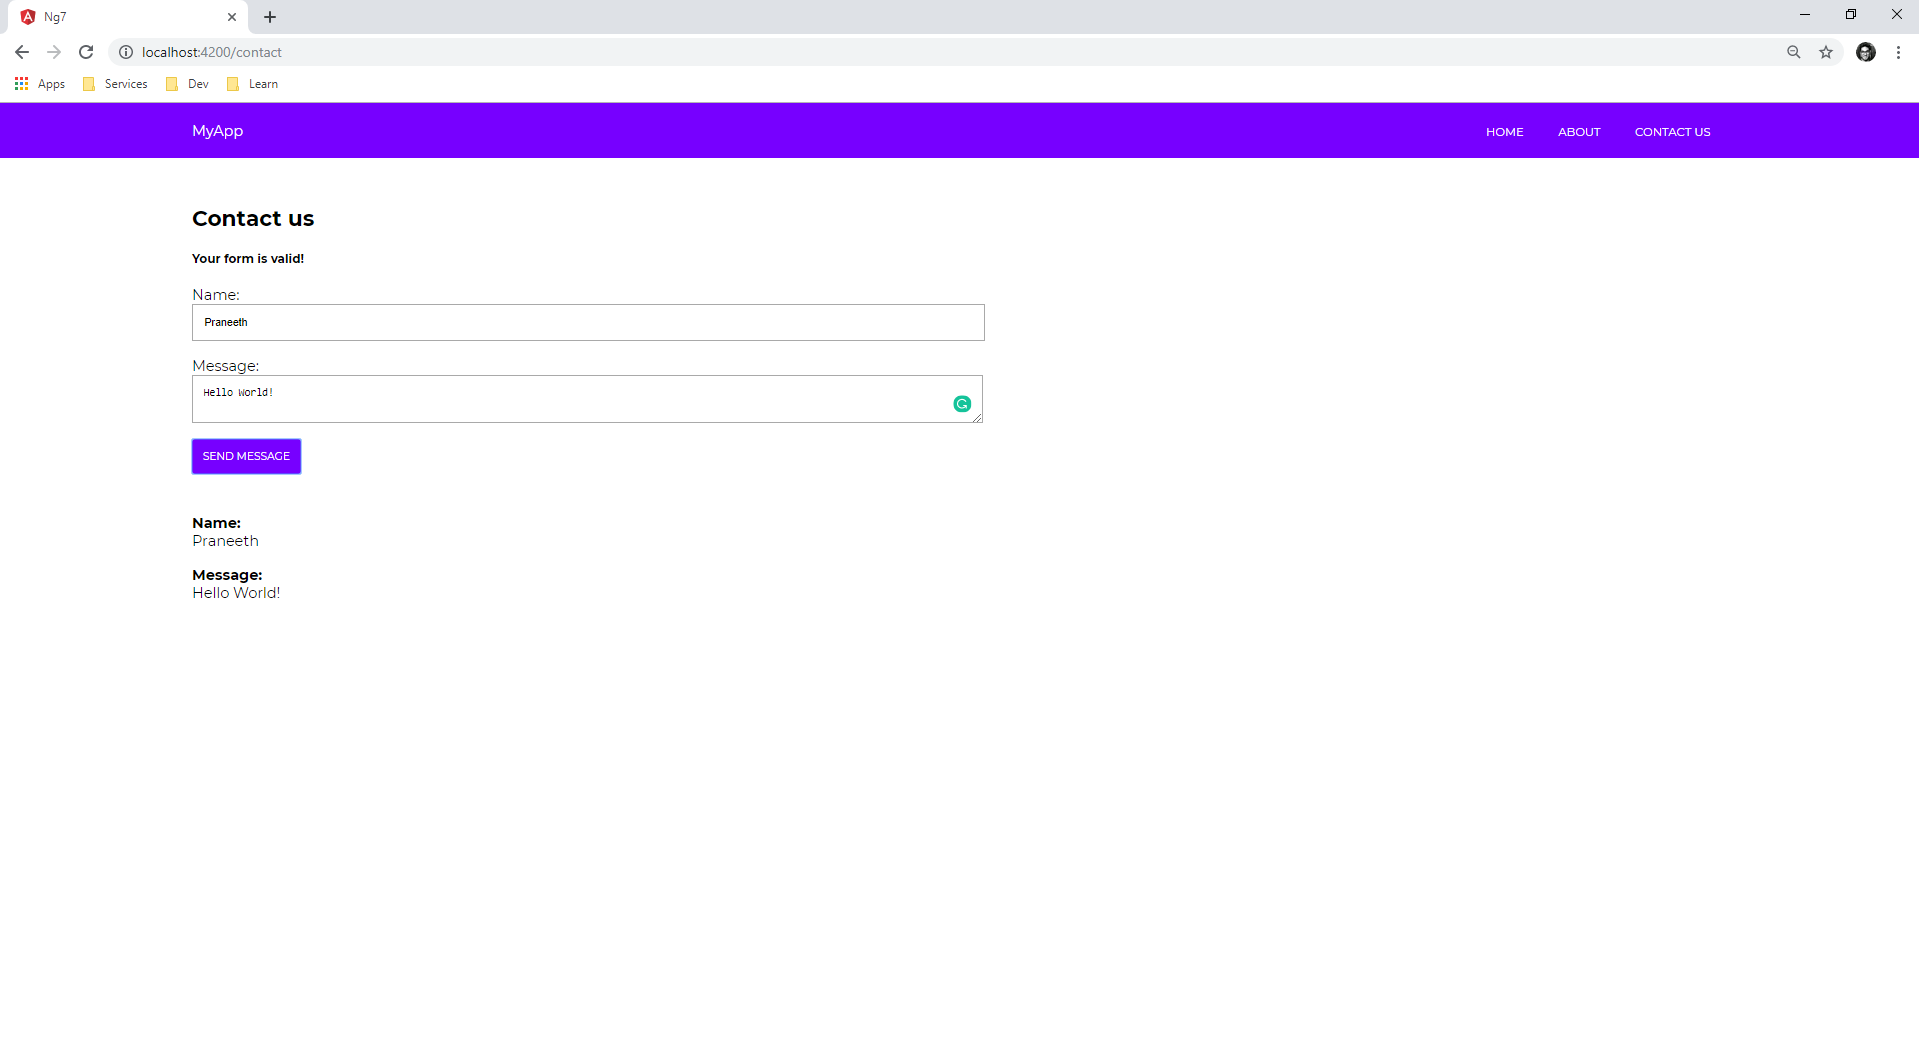 Ng7
localhost:4200/contact
Apps Services Dev Learn
MyApp HOME ABOUT CONTACT US
Contact us
Your form is valid!
Name:
Praneeth
Message:
Hello World!
SEND MESSAGE
Name:
Praneeth
Message:
Hello World!